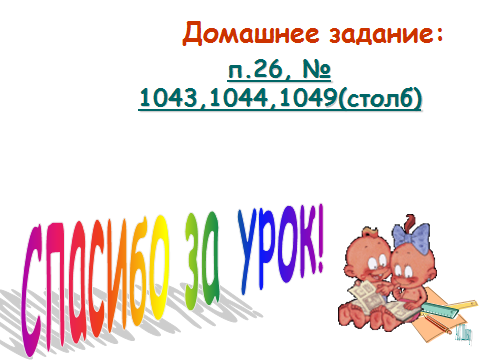 Домашнее задание:
п.26, №
1043,1044,1049(столб)
спасибо за урок!